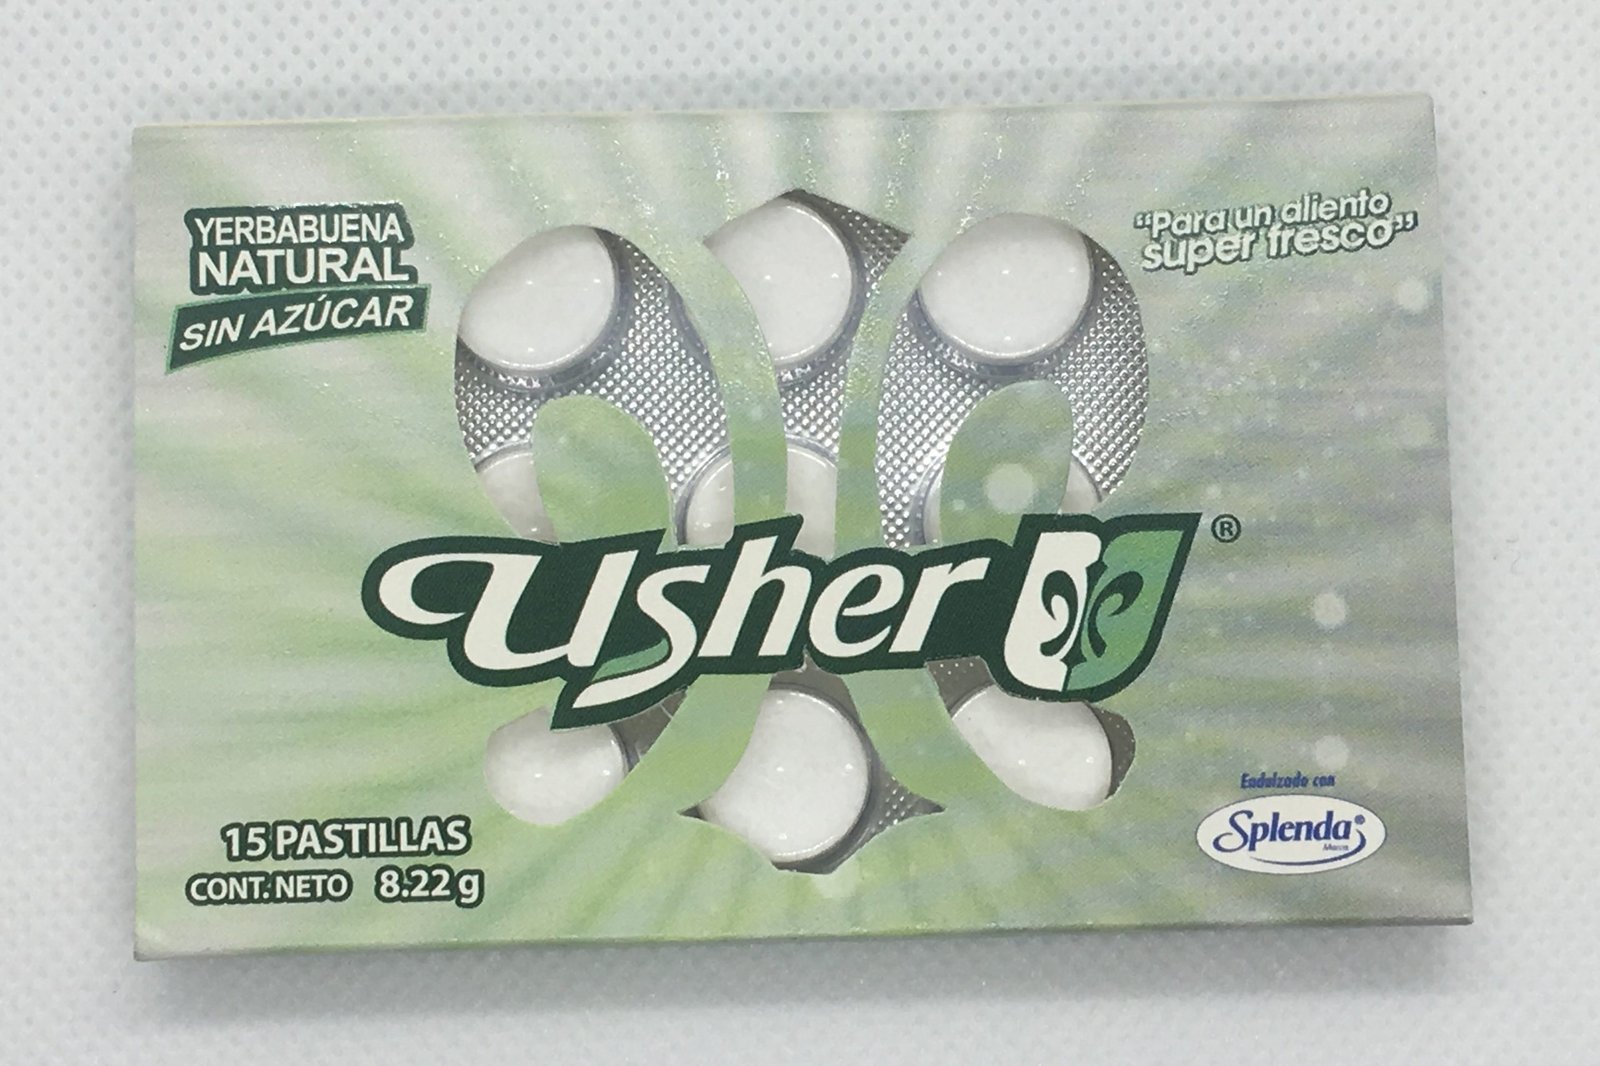 YERBABUENA
NATURAL
SIN AZÚCAR
“Para un aliento
super fresco”
usher ®
15 PASTILLAS
CONT. NETO 8.22 g
Endulzado con
Splenda®
Marca